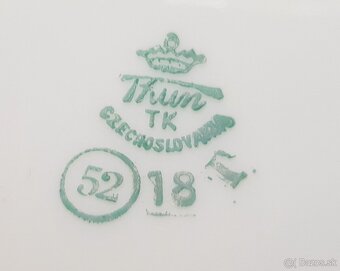 Thun
TK
CZECHOSLOVAKIA
52 18 I
© Bazos.sk